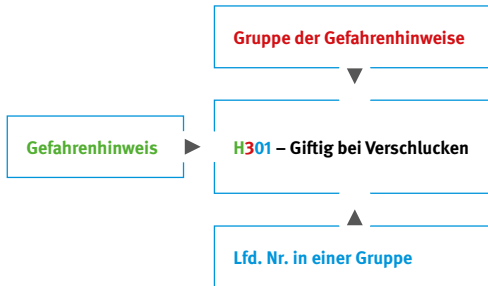 Gruppe der Gefahrenhinweise
Gefahrenhinweis
H301 – Giftig bei Verschlucken
Lfd. Nr. in einer Gruppe